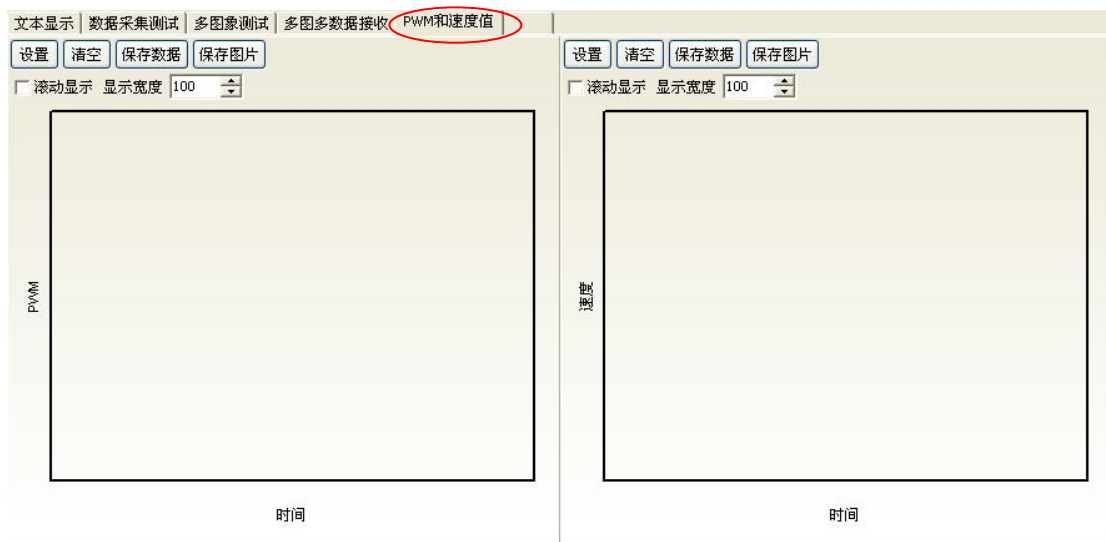 文本显示 数据采集测试 多图象测试 多图多数据接收 PWM和速度值
设置 清空 保存数据 保存图片
滚动显示 显示宽度 100
PWM
时间
设置 清空 保存数据 保存图片
滚动显示 显示宽度 100
速度
时间